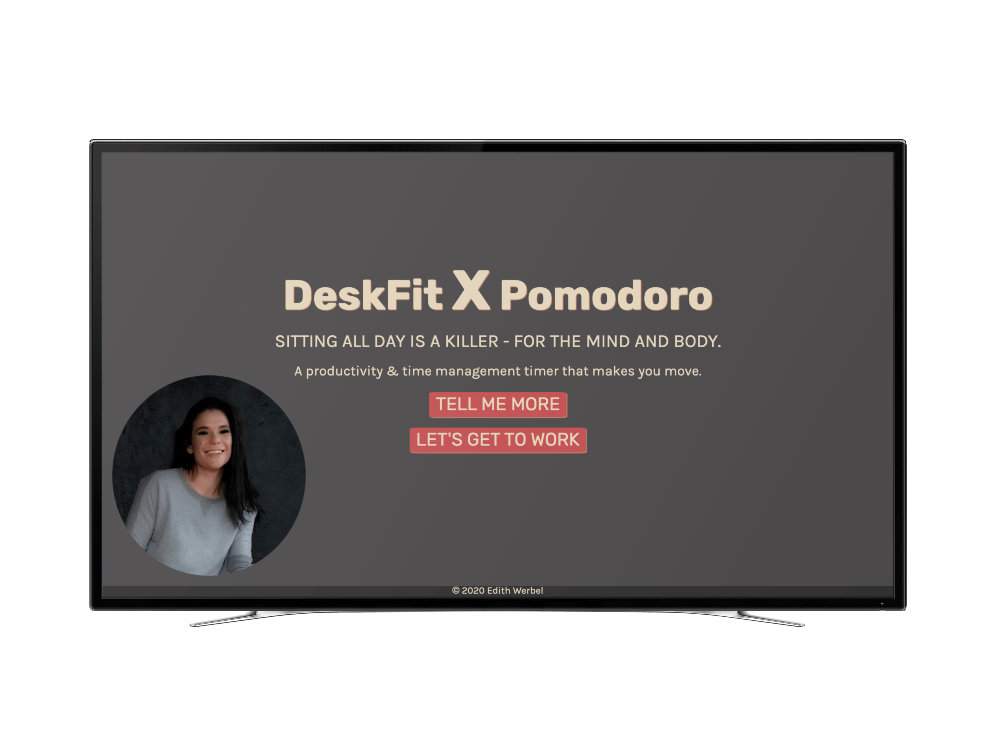 DeskFit X Pomodoro
SITTING ALL DAY IS A KILLER - FOR THE MIND AND BODY.
A productivity & time management timer that makes you move.
TELL ME MORE
LET'S GET TO WORK
© 2020 Edith Werbel